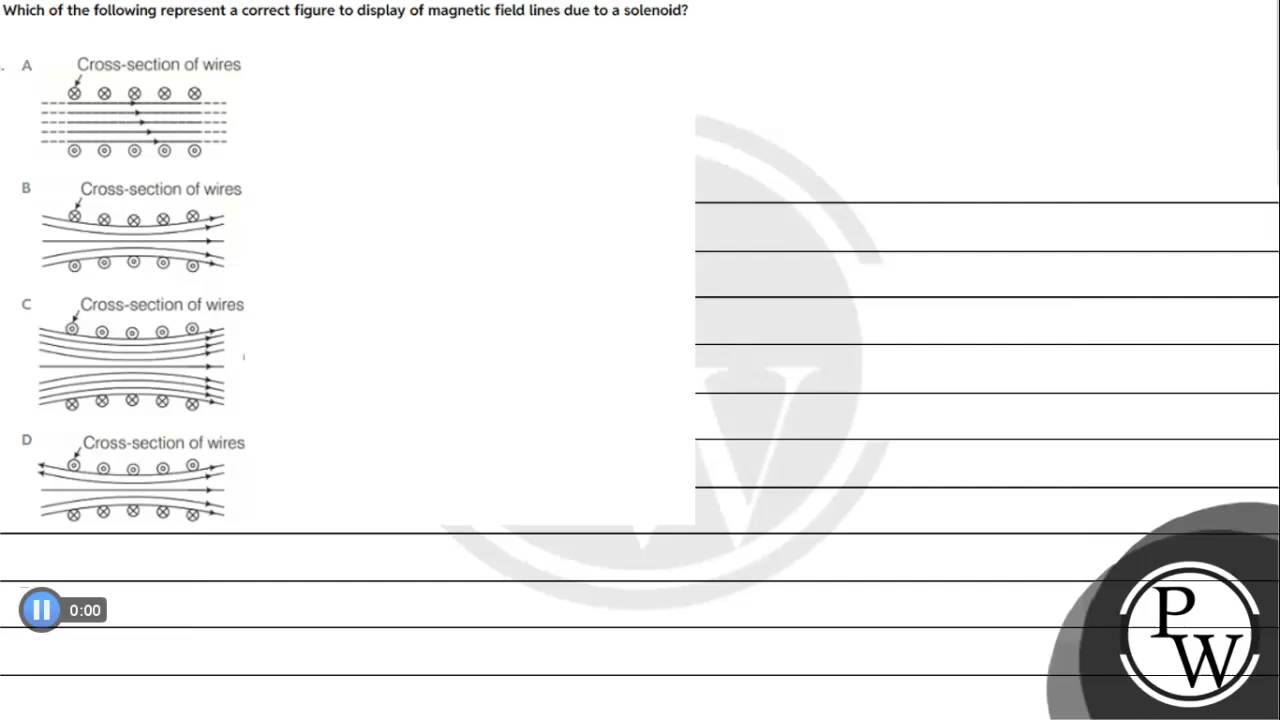 Which of the following represent a correct figure to display of magnetic field lines due to a solenoid?
. A Cross-section of wires
B Cross-section of wires
C Cross-section of wires
D Cross-section of wires
0:00
P
W